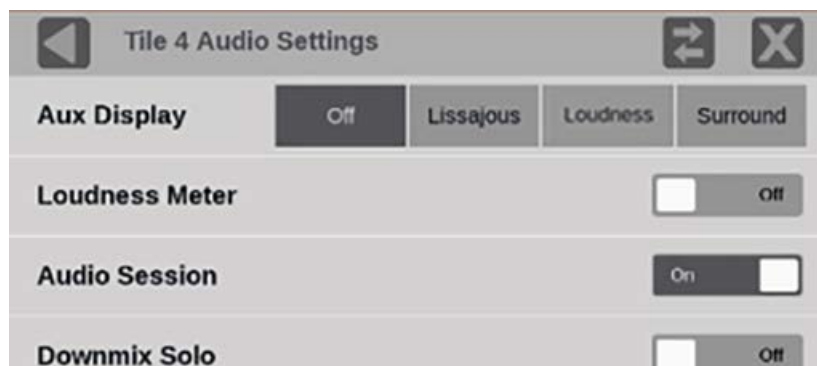 Tile 4 Audio Settings
Aux Display Off Lissajous Loudness Surround
Loudness Meter Off
Audio Session On
Downmix Solo Off